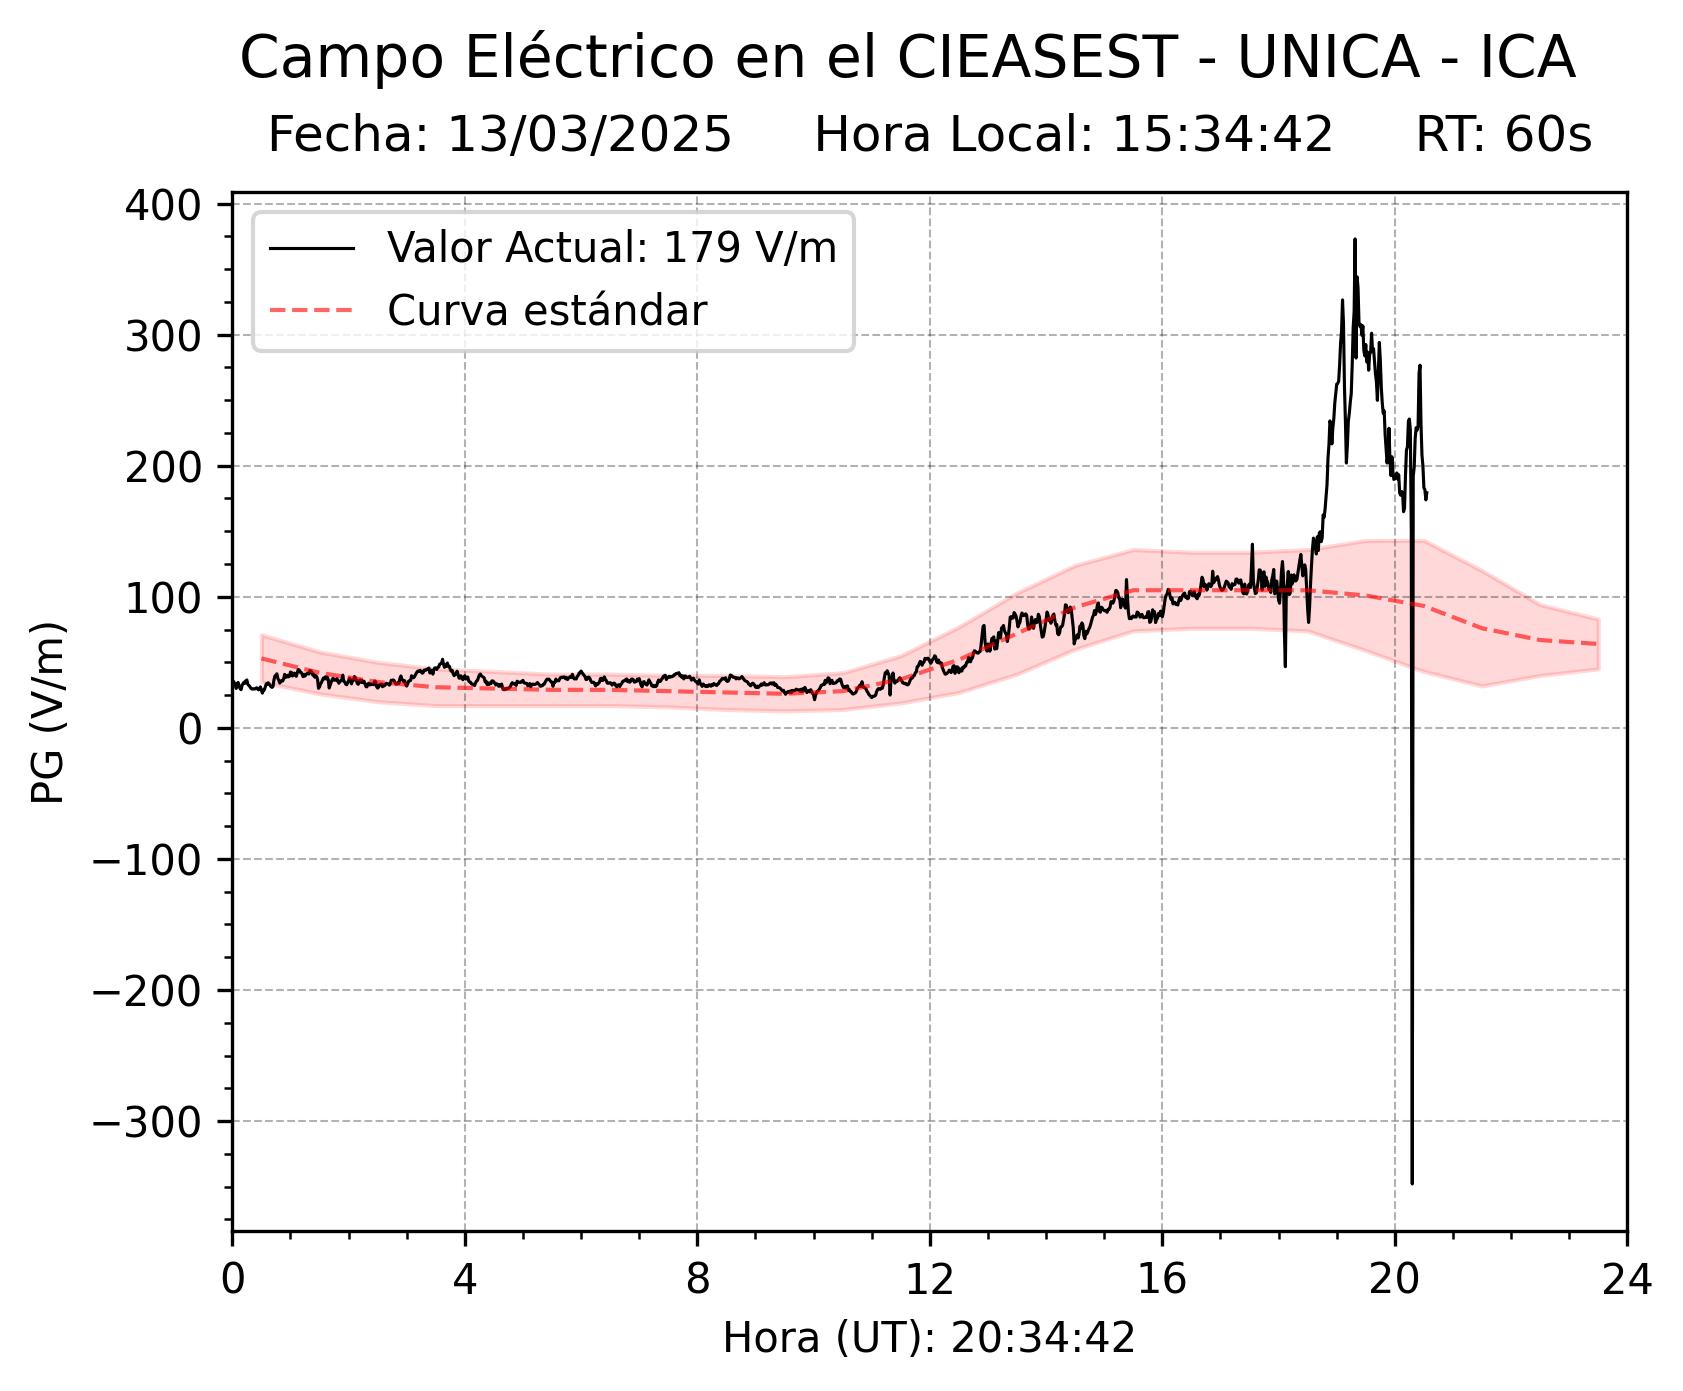 Campo Eléctrico en el CIEASEST - UNICA - ICA
Fecha: 13/03/2025 Hora Local: 15:34:42 RT: 60s
Valor Actual: 179 V/m
Curva estándar
PG (V/m)
400
300
200
100
0
−100
−200
−300
0 4 8 12 16 20 24
Hora (UT): 20:34:42